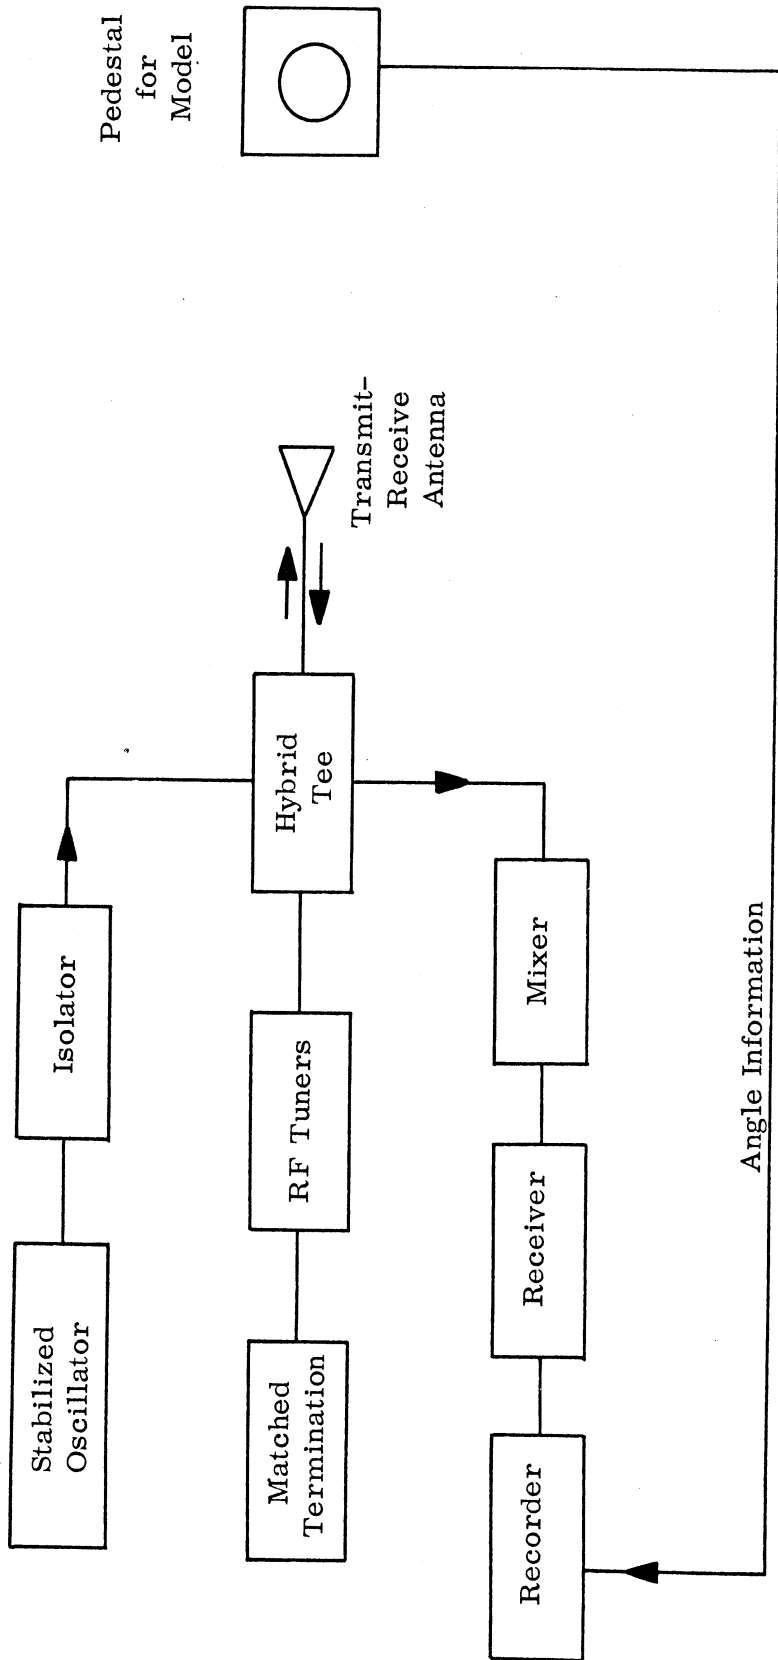 Stabilized
Oscillator
Isolator
Pedestal
for
Model
Matched
Termination
RF Tuners
Hybrid
Tee
Transmit-
Receive
Antenna
Recorder
Receiver
Mixer
Angle Information